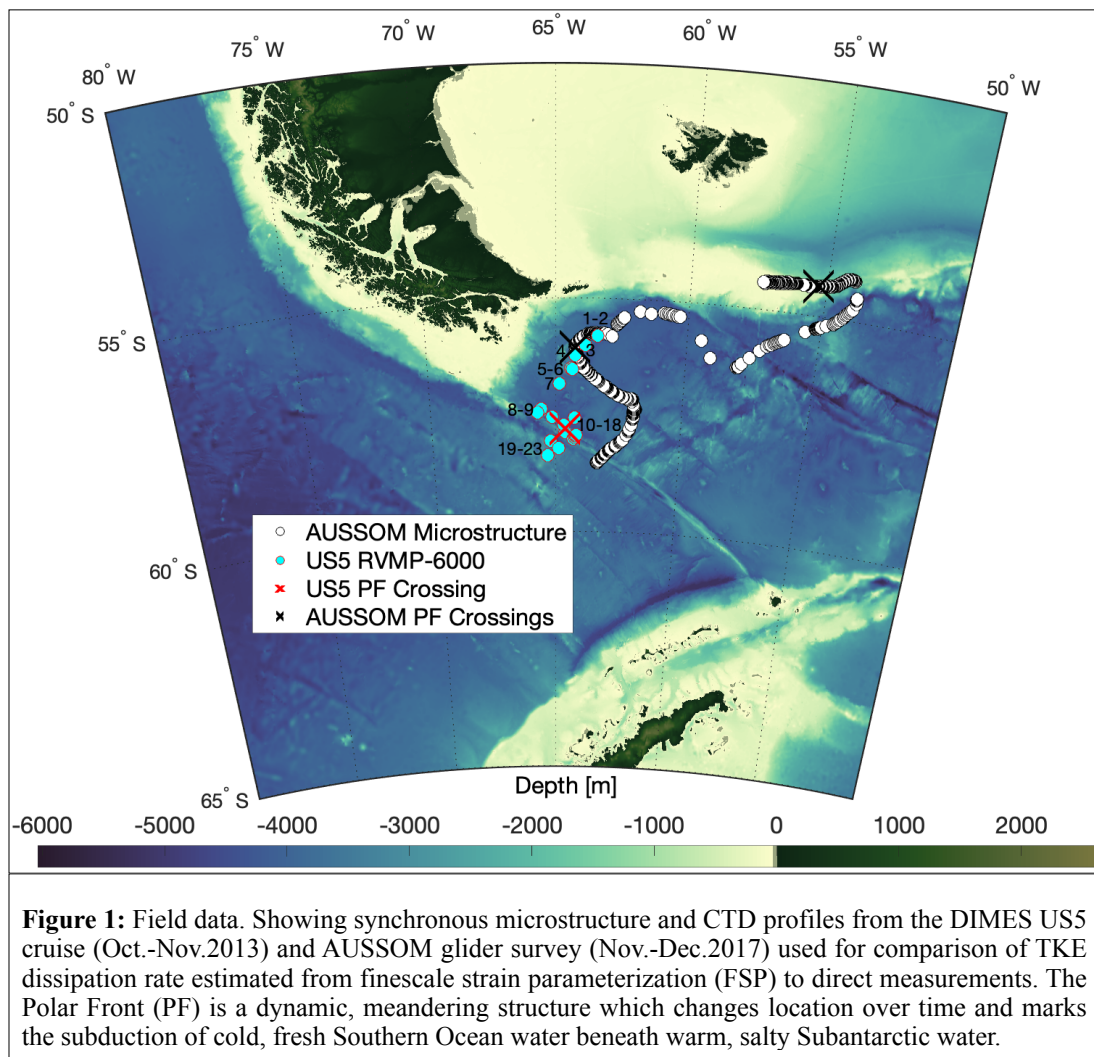 80° W
75° W
70° W
65° W
60° W
55° W
50° W
50° S
55° S
60° S
65° S
1-2
4
3
5-6
7
8-9
10-18
19-23
AUSSOM Microstructure
US5 RVMP-6000
US5 PF Crossing
AUSSOM PF Crossings
Depth [m]
-6000 -5000 -4000 -3000 -2000 -1000 0 1000 2000
Figure 1: Field data. Showing synchronous microstructure and CTD profiles from the DIMES US5
cruise (Oct.-Nov.2013) and AUSSOM glider survey (Nov.-Dec.2017) used for comparison of TKE
dissipation rate estimated from finescale strain parameterization (FSP) to direct measurements. The
Polar Front (PF) is a dynamic, meandering structure which changes location over time and marks
the subduction of cold, fresh Southern Ocean water beneath warm, salty Subantarctic water.